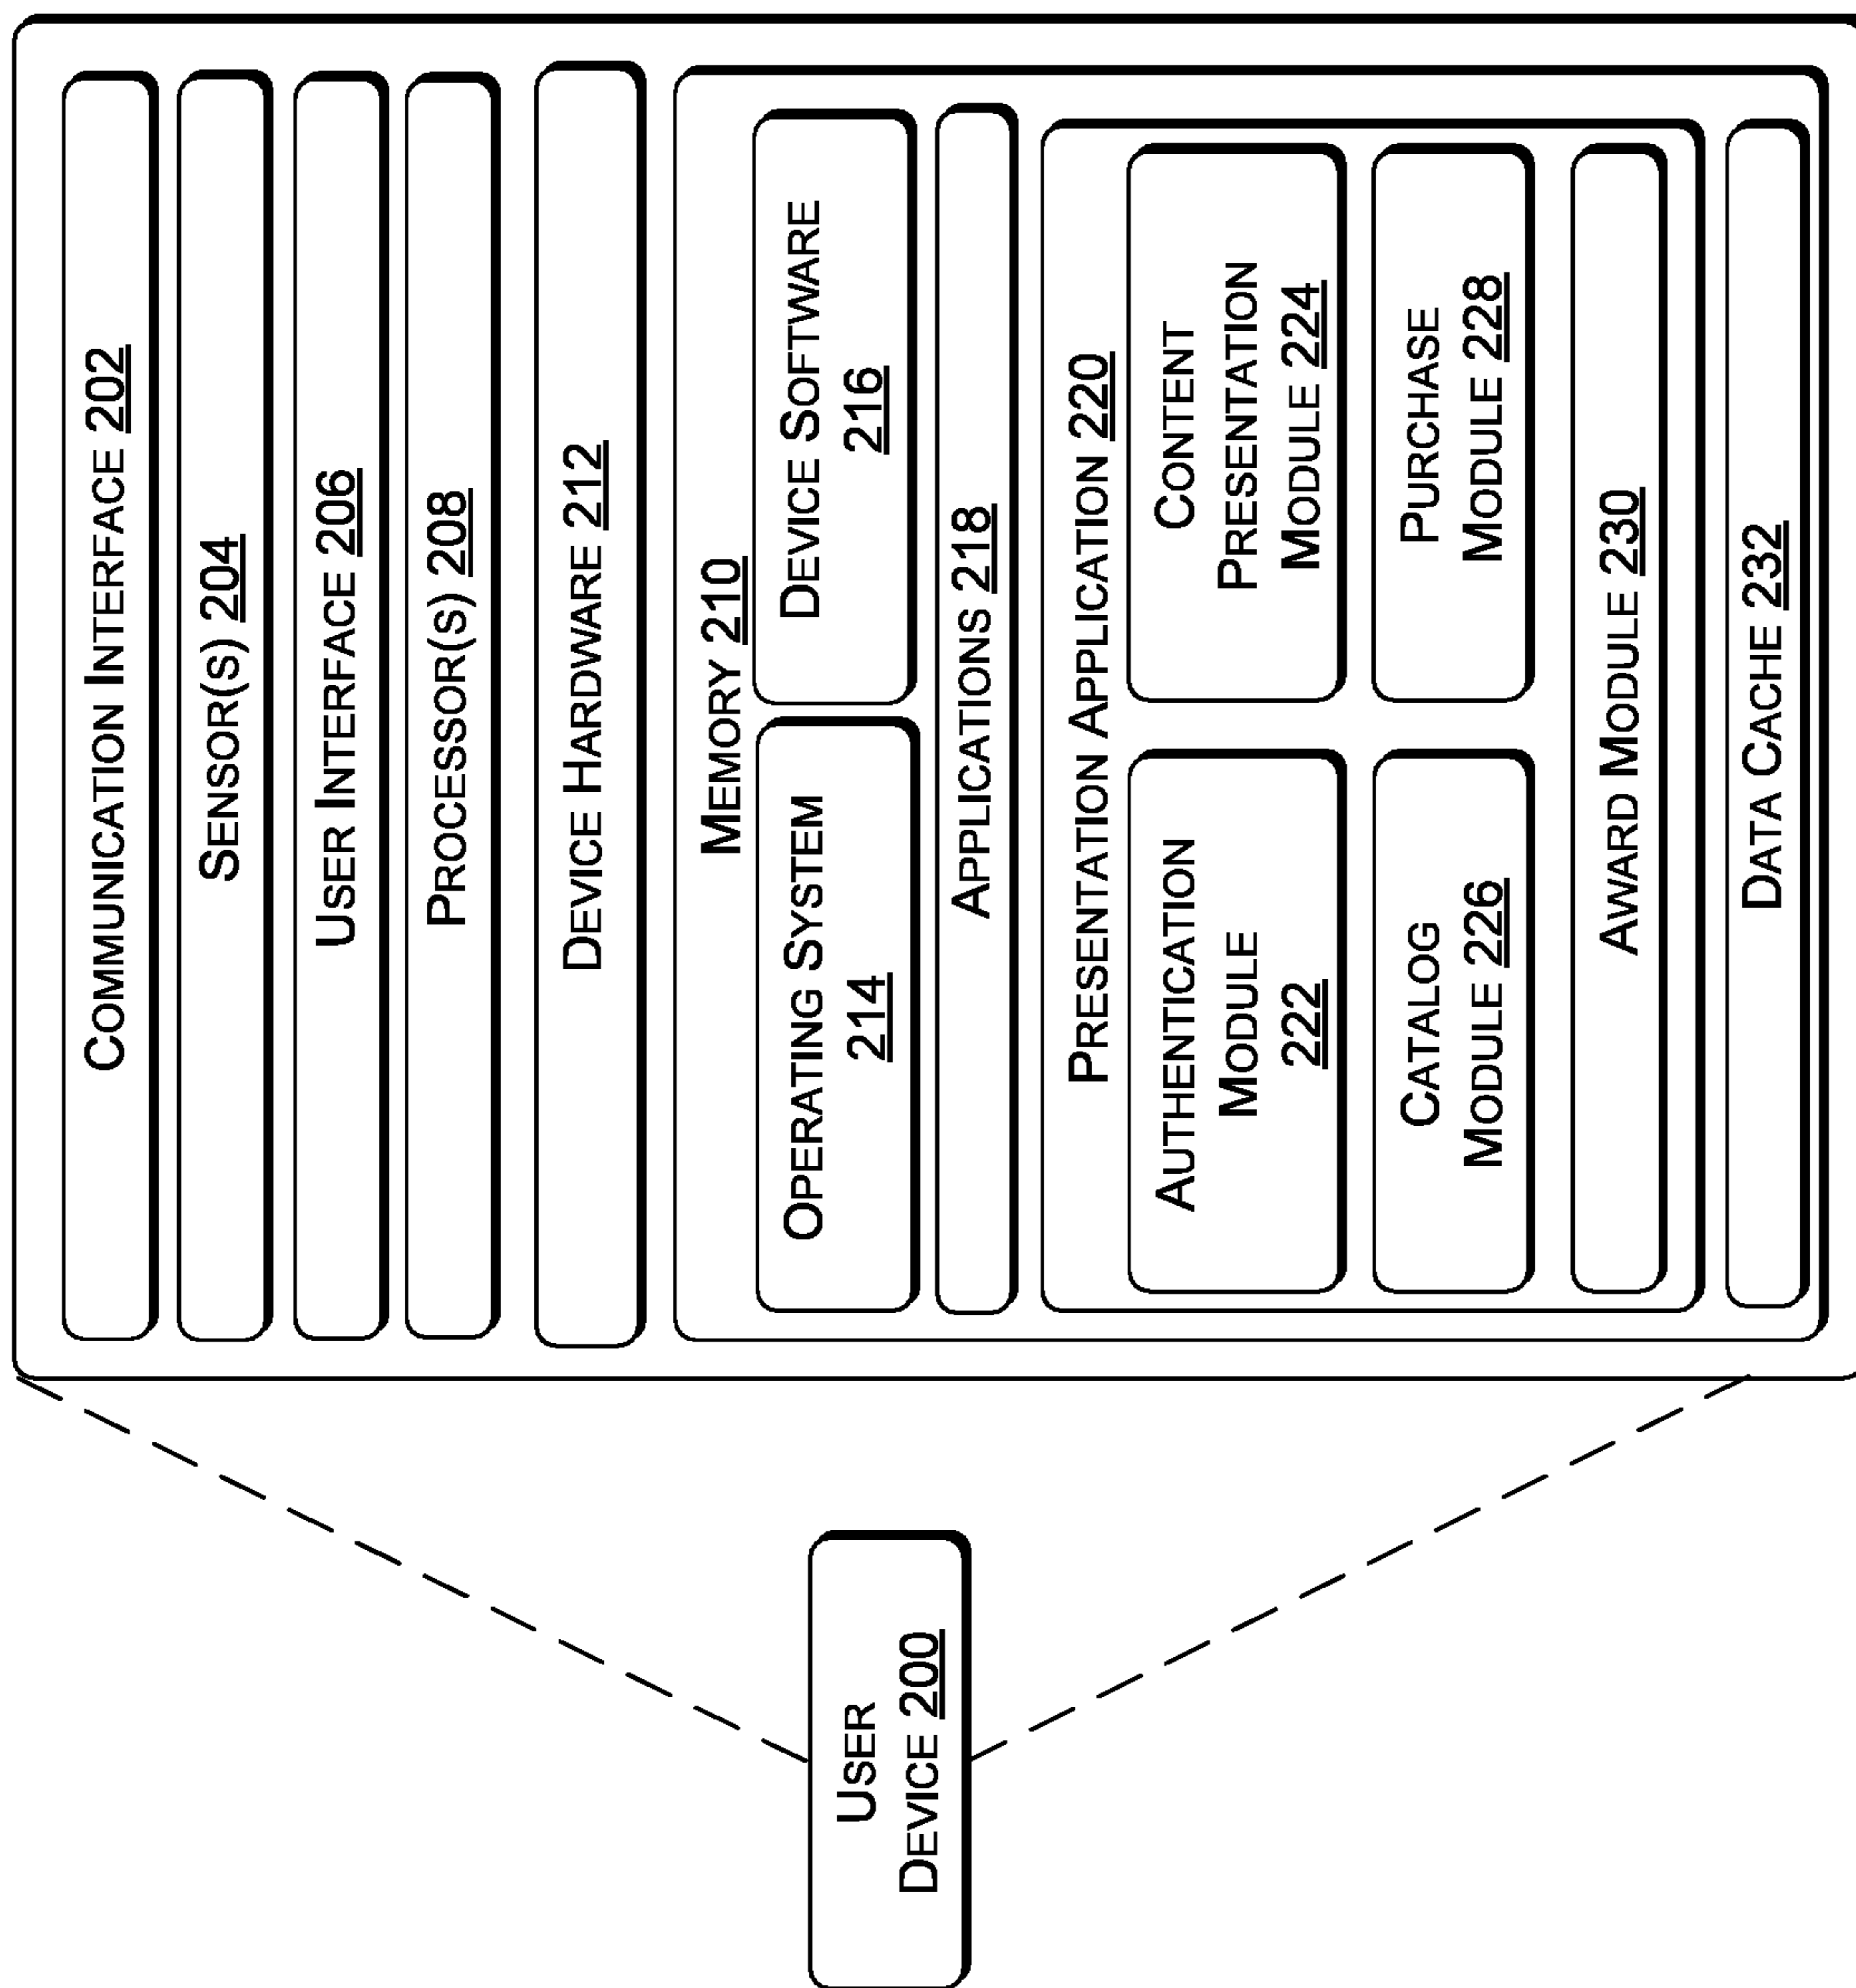 USER
DEVICE 200
COMMUNICATION INTERFACE 202
SENSOR(S) 204
USER INTERFACE 206
PROCESSOR(S) 208
DEVICE HARDWARE 212
MEMORY 210
OPERATING SYSTEM
214
DEVICE SOFTWARE
216
APPLICATIONS 218
PRESENTATION APPLICATION 220
AUTHENTICATION
MODULE
222
CONTENT
PRESENTATION
MODULE 224
CATALOG
MODULE 226
PURCHASE
MODULE 228
AWARD MODULE 230
DATA CACHE 232